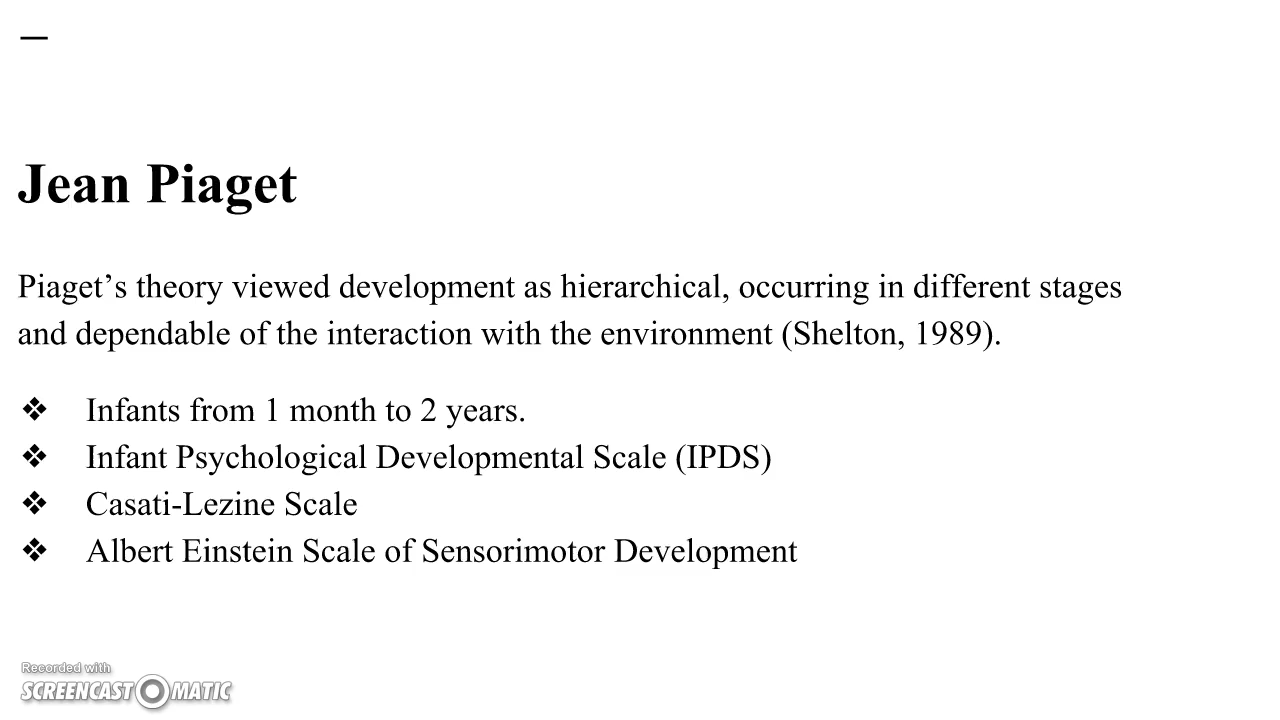 Jean Piaget
Piaget’s theory viewed development as hierarchical, occurring in different stages
and dependable of the interaction with the environment (Shelton, 1989).
❖ Infants from 1 month to 2 years.
❖ Infant Psychological Developmental Scale (IPDS)
❖ Casati-Lezine Scale
❖ Albert Einstein Scale of Sensorimotor Development
Recorded with
SCREENCAST-O-MATIC